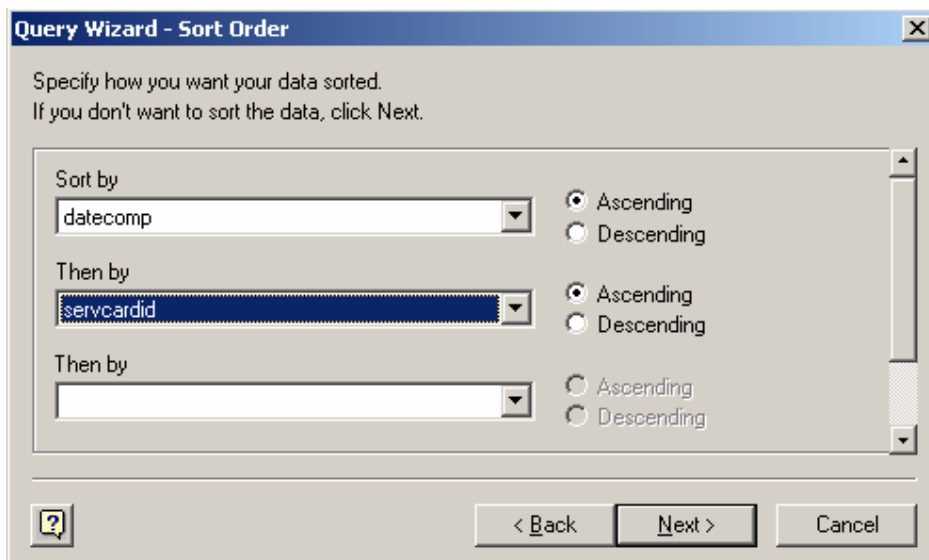 Query Wizard - Sort Order
Specify how you want your data sorted.
If you don't want to sort the data, click Next.
Sort by
datecomp
Ascending
Descending
Then by
servcardid
Ascending
Descending
Then by
Ascending
Descending
< Back
Next >
Cancel